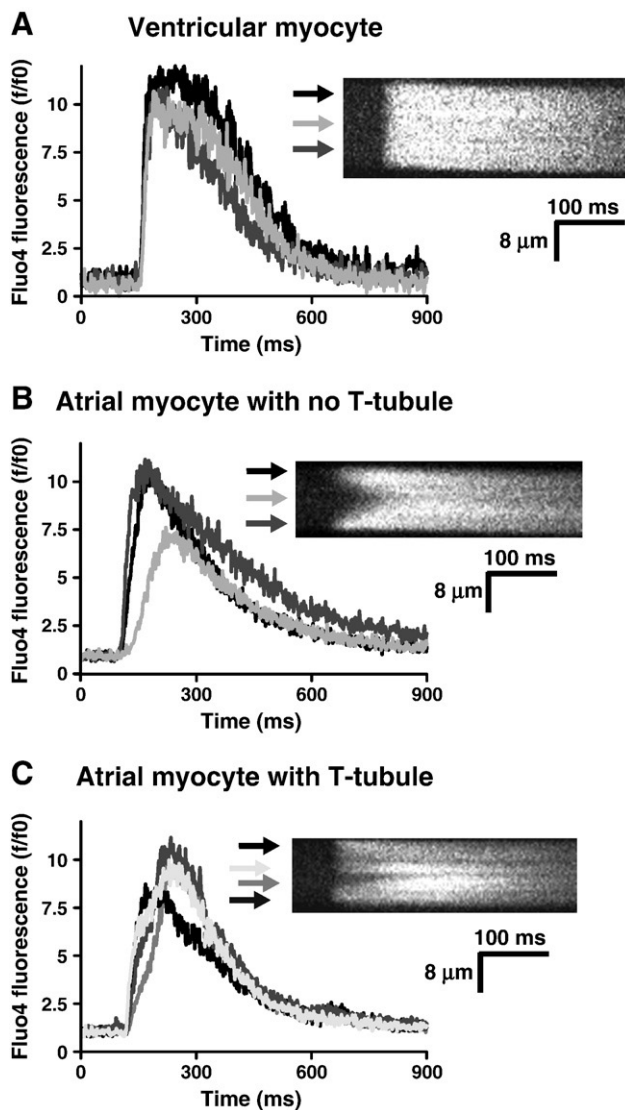 A
Ventricular myocyte
Fluo4 fluorescence (f/f0)
10
7.5
5
2.5
0
0
300
600
900
Time (ms)
100 ms
8 μm
B
Atrial myocyte with no T-tubule
Fluo4 fluorescence (f/f0)
10
7.5
5
2.5
0
0
300
600
900
Time (ms)
100 ms
8 μm
C
Atrial myocyte with T-tubule
Fluo4 fluorescence (f/f0)
10
7.5
5
2.5
0
0
300
600
900
Time (ms)
100 ms
8 μm